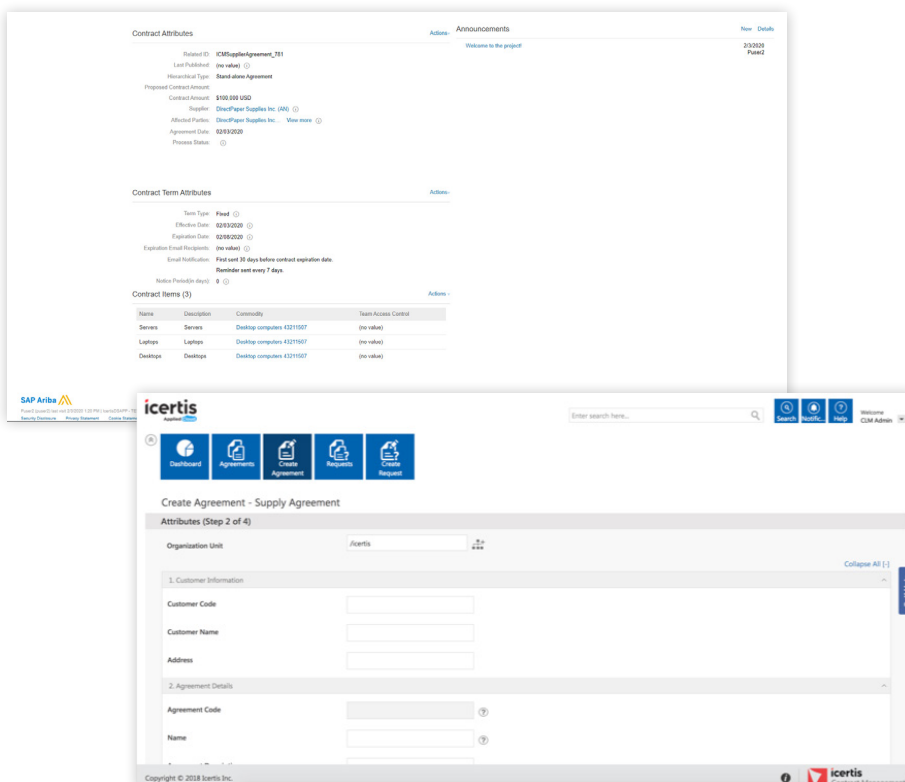 Contract Attributes
Actions
Related ID: ICMSupplierAgreement_781
Last Published: (no value)
Hierarchical Type: Stand-alone Agreement
Proposed Contract Amount:
Contract Amount: $100,000 USD
Supplier: DirectPaper Supplies Inc. (AN)
Affected Parties: DirectPaper Supplies Inc... View more
Agreement Date: 02/03/2020
Process Status:
Announcements
New Details
Welcome to the project!
2/3/2020
Puser2
Contract Term Attributes
Actions
Term Type: Fixed
Effective Date: 02/03/2020
Expiration Date: 02/08/2020
Expiration Email Recipients: (no value)
Email Notification: First sent 30 days before contract expiration date.
Reminder sent every 7 days.
Notice Period(in days): 0
Contract Items (3)
Actions
Name Description Commodity Team Access Control
Servers Servers Desktop computers 43211507 (no value)
Laptops Laptops Desktop computers 43211507 (no value)
Desktops Desktops Desktop computers 43211507 (no value)
SAP Ariba
Security Disclosure Privacy Statement Cookie
icertis
Applied Cloud
Enter search here...
Search
Notific...
Help
Welcome
CLM Admin
Dashboard
Agreements
Create Agreement
Requests
Create Request
Create Agreement - Supply Agreement
Attributes (Step 2 of 4)
Organization Unit /icertis
Collapse All [-]
1. Customer Information
Customer Code
Customer Name
Address
2. Agreement Details
Agreement Code
Name
Copyright © 2018 Icertis Inc.
icertis